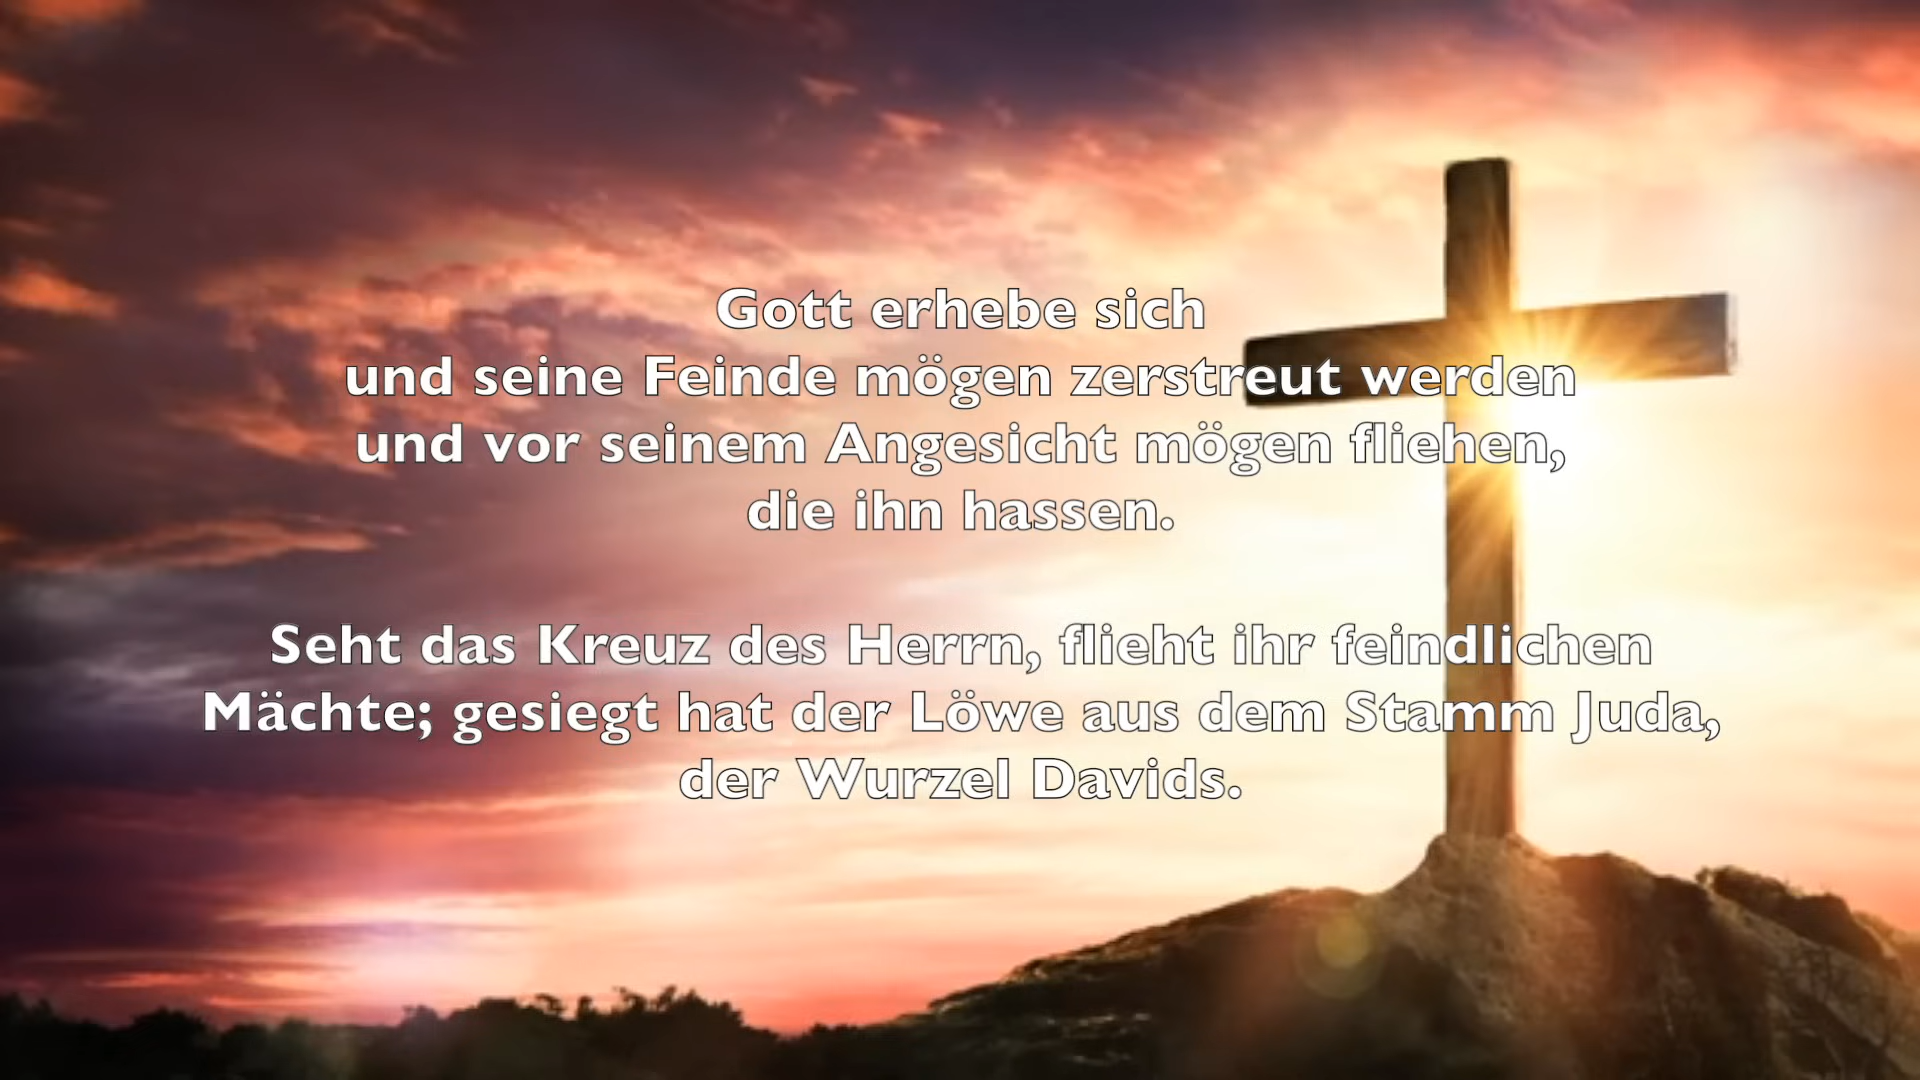 Gott erhebe sich
und seine Feinde mögen zerstreut werden
und vor seinem Angesicht mögen fliehen,
die ihn hassen.
Seht das Kreuz des Herrn, flieht ihr feindlichen
Mächte; gesiegt hat der Löwe aus dem Stamm Juda,
der Wurzel Davids.